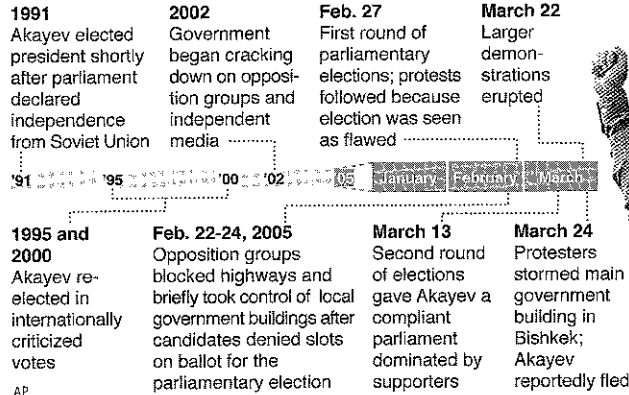 1991
Akayev elected
president shortly
after parliament
declared
independence
from Soviet Union
2002
Government
began cracking
down on opposi-
tion groups and
independent
media
Feb. 27
First round of
parliamentary
elections; protests
followed because
election was seen
as flawed
March 22
Larger
demon-
strations
erupted
'91 '95 '00 '02 '05 January February March
1995 and
2000
Akayev re-
elected in
internationally
criticized
votes
Feb. 22-24, 2005
Opposition groups
blocked highways and
briefly took control of local
government buildings after
candidates denied slots
on ballot for the
parliamentary election
March 13
Second round
of elections
gave Akayev a
compliant
parliament
dominated by
supporters
March 24
Protesters
stormed main
government
building in
Bishkek;
Akayev
reportedly fled
AP